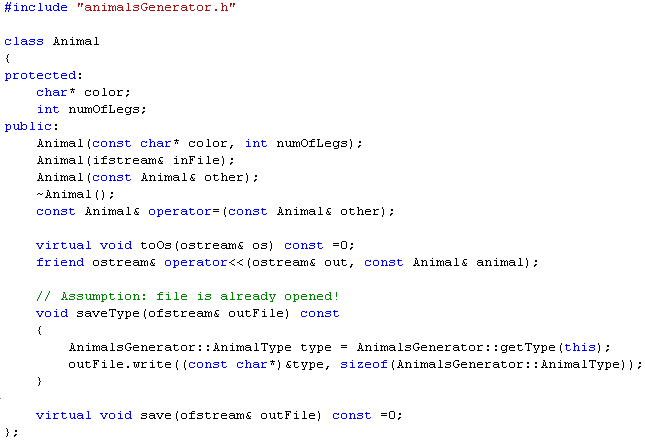 #include "animalsGenerator.h"
class Animal
{
protected:
    char* color;
    int numOfLegs;
public:
    Animal(const char* color, int numOfLegs);
    Animal(ifstream& inFile);
    Animal(const Animal& other);
    ~Animal();
    const Animal& operator=(const Animal& other);
    virtual void toOs(ostream& os) const =0;
    friend ostream& operator<<(ostream& out, const Animal& animal);
    // Assumption: file is already opened!
    void saveType(ofstream& outFile) const
    {
        AnimalsGenerator::AnimalType type = AnimalsGenerator::getType(this);
        outFile.write((const char*)&type, sizeof(AnimalsGenerator::AnimalType));
    }
    virtual void save(ofstream& outFile) const =0;
};